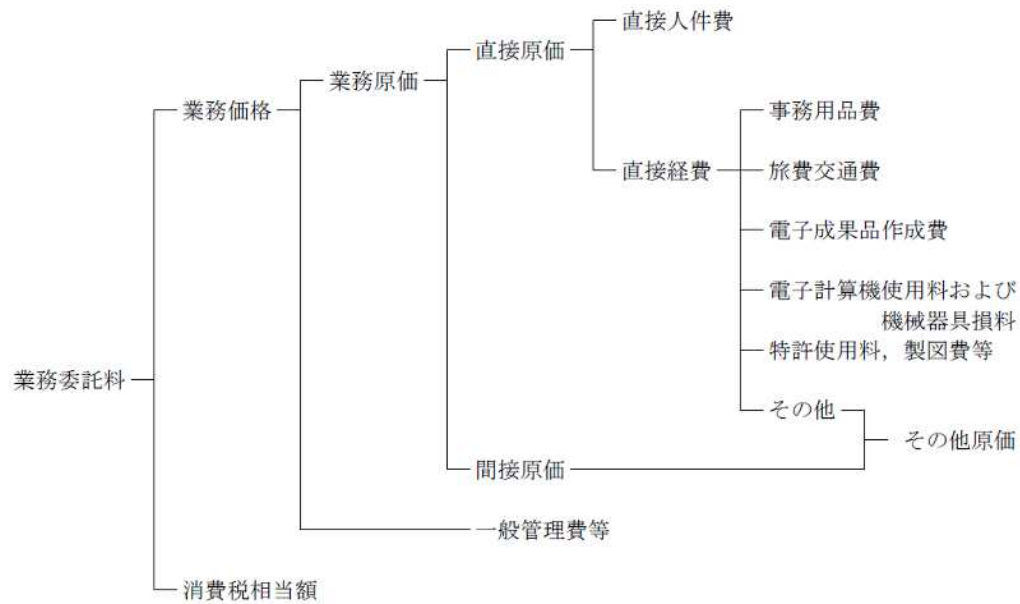 直接人件費
直接原価
業務原価
業務価格
事務用品費
直接経費
旅費交通費
電子成果品作成費
電子計算機使用料および
機械器具損料
特許使用料，製図費等
業務委託料
その他
その他原価
間接原価
一般管理費等
消費税相当額